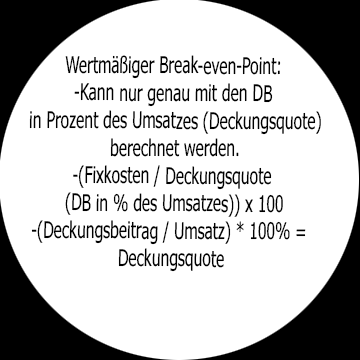 Wertmäßiger Break-even-Point:
-Kann nur genau mit den DB
in Prozent des Umsatzes (Deckungsquote)
berechnet werden.
-(Fixkosten / Deckungsquote
(DB in % des Umsatzes)) x 100
-(Deckungsbeitrag / Umsatz) * 100% =
Deckungsquote